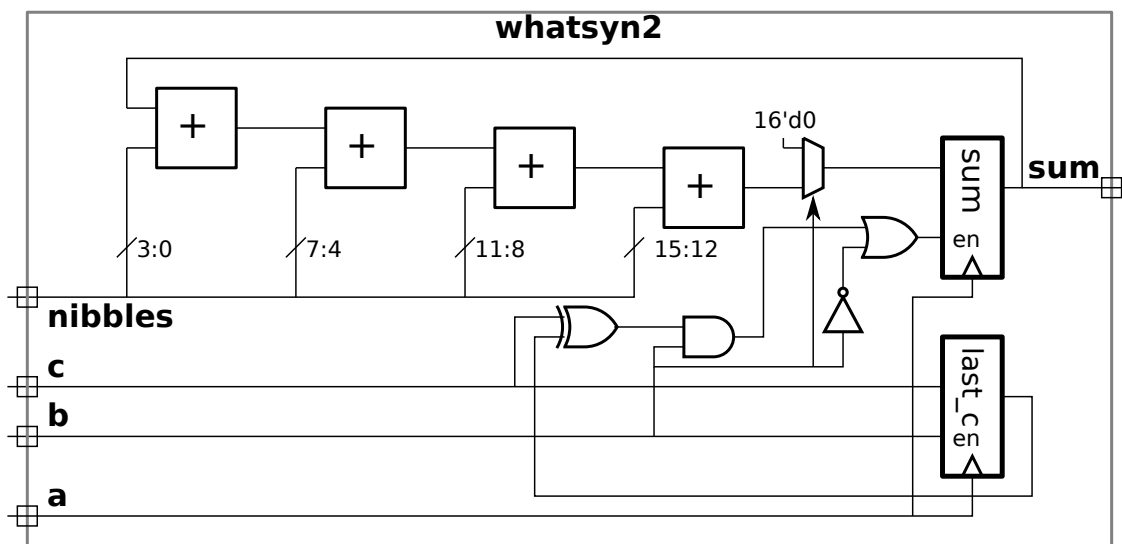 whatsyn2
+
+
+
+
16'd0
sum
en
sum
3:0
7:4
11:8
15:12
nibbles
c
b
a
last_c
en